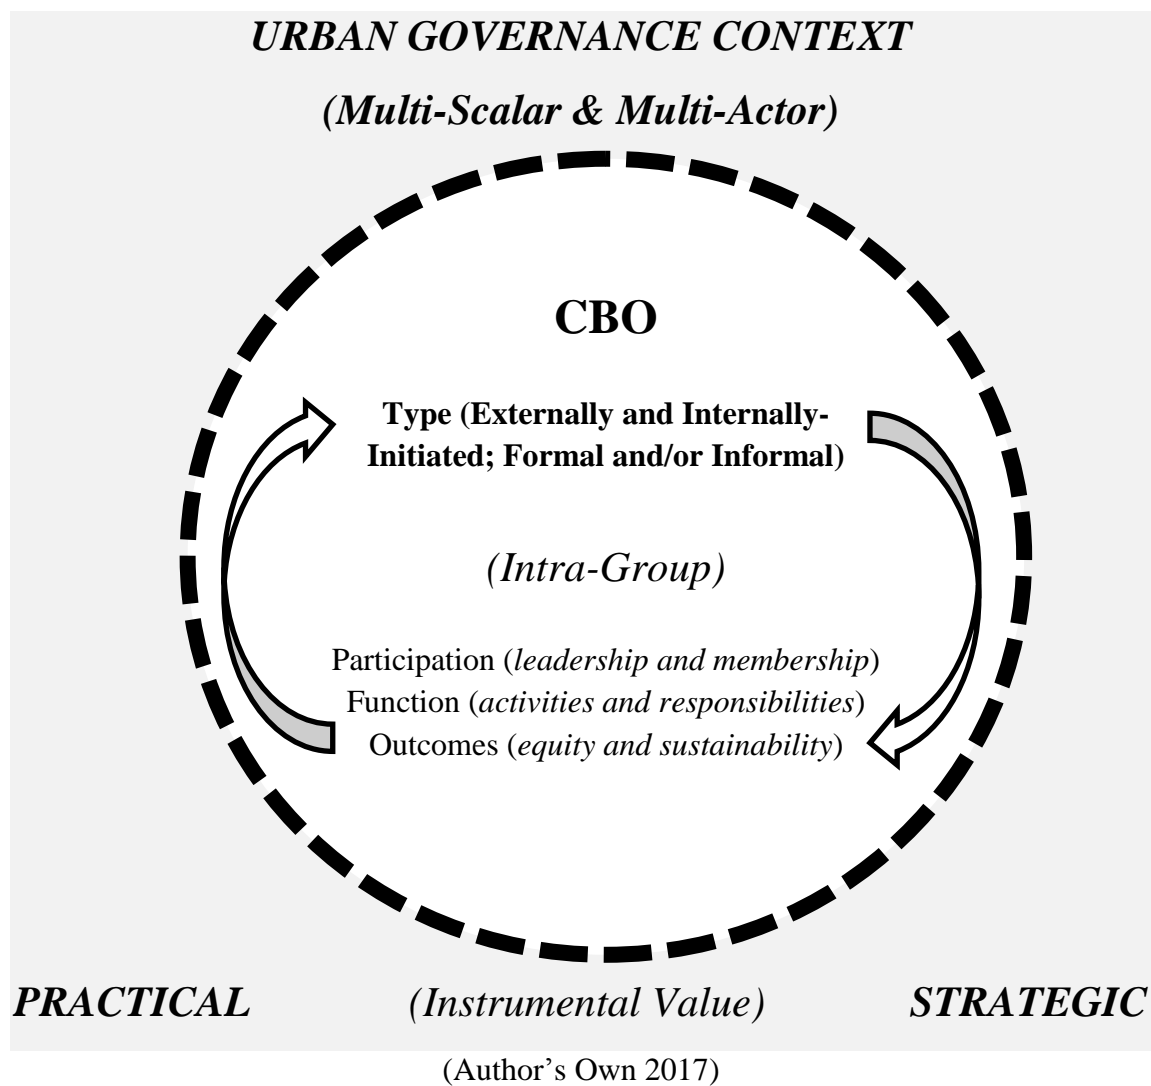 URBAN GOVERNANCE CONTEXT
(Multi-Scalar & Multi-Actor)
CBO
Type (Externally and Internally-
Initiated; Formal and/or Informal)
(Intra-Group)
Participation (leadership and membership)
Function (activities and responsibilities)
Outcomes (equity and sustainability)
PRACTICAL (Instrumental Value) STRATEGIC
(Author’s Own 2017)